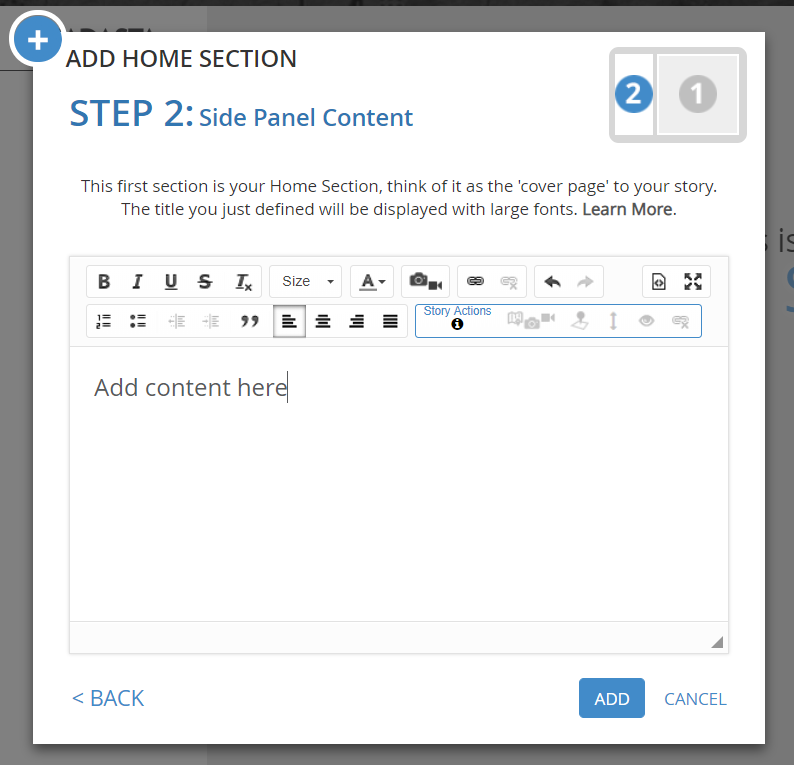 ADD HOME SECTION
STEP 2: Side Panel Content
2 1
This first section is your Home Section, think of it as the 'cover page' to your story.
The title you just defined will be displayed with large fonts. Learn More.
B I U S Ix Size A
Story Actions
Add content here
< BACK ADD CANCEL